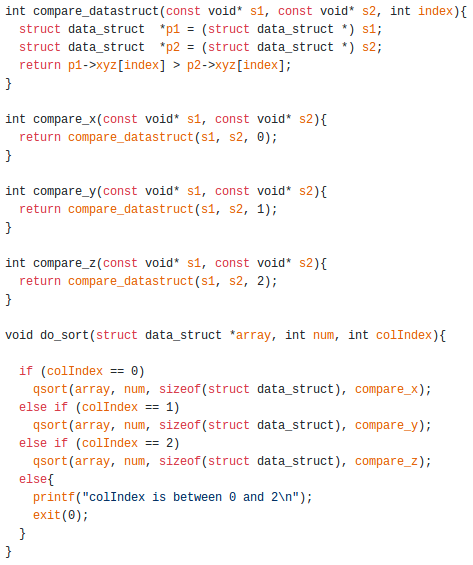 int compare_datastruct(const void* s1, const void* s2, int index){
  struct data_struct  *p1 = (struct data_struct *) s1;
  struct data_struct  *p2 = (struct data_struct *) s2;
  return p1->xyz[index] > p2->xyz[index];
}

int compare_x(const void* s1, const void* s2){
  return compare_datastruct(s1, s2, 0);
}

int compare_y(const void* s1, const void* s2){
  return compare_datastruct(s1, s2, 1);
}

int compare_z(const void* s1, const void* s2){
  return compare_datastruct(s1, s2, 2);
}

void do_sort(struct data_struct *array, int num, int colIndex){

  if (colIndex == 0)
    qsort(array, num, sizeof(struct data_struct), compare_x);
  else if (colIndex == 1)
    qsort(array, num, sizeof(struct data_struct), compare_y);
  else if (colIndex == 2)
    qsort(array, num, sizeof(struct data_struct), compare_z);
  else{
    printf("colIndex is between 0 and 2\n");
    exit(0);
  }
}